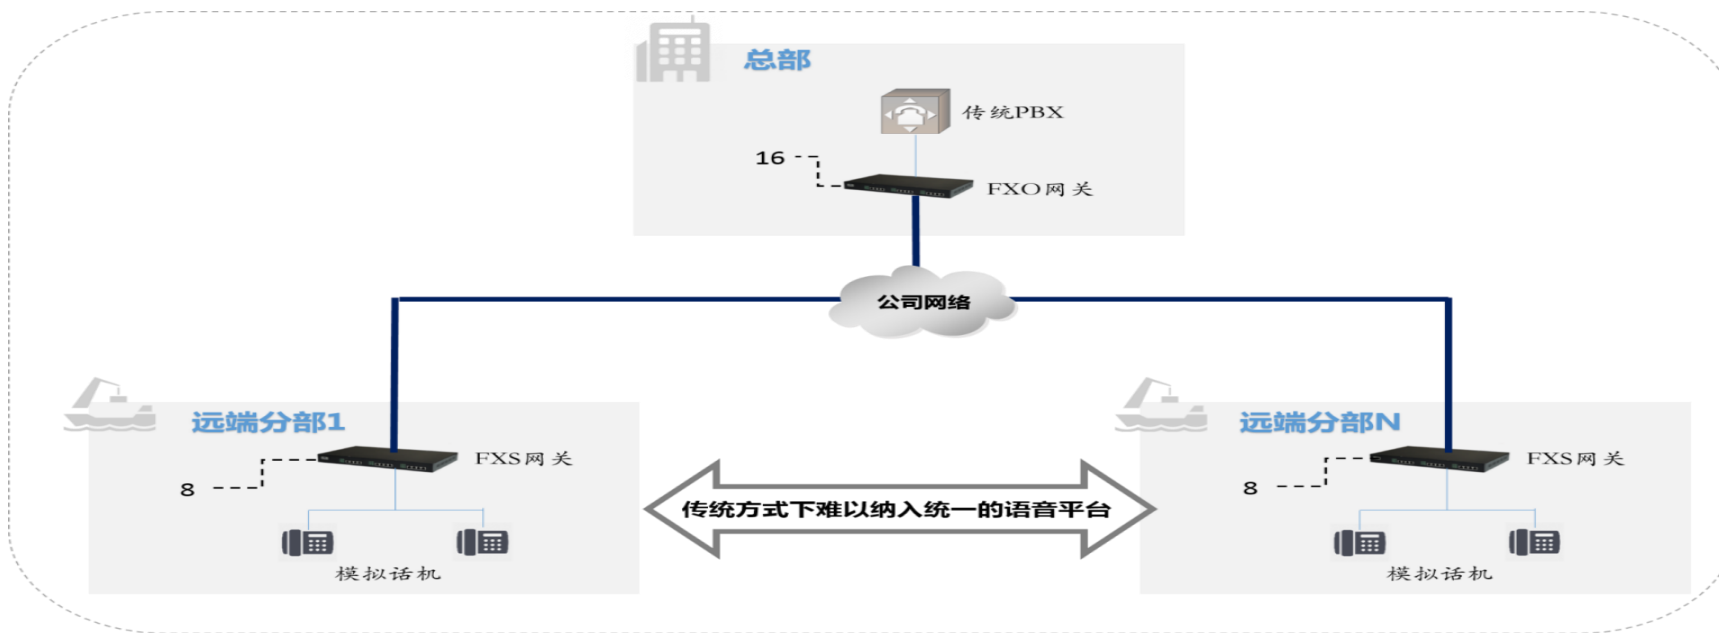 总部
传统PBX
16
FXO网关
公司网络
远端分部1
FXS网关
8
模拟话机
传统方式下难以纳入统一的语音平台
远端分部N
FXS网关
8
模拟话机